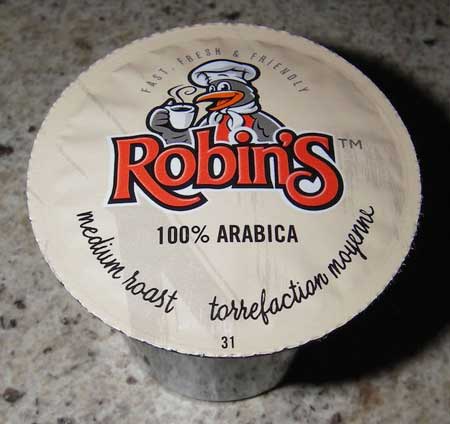 FAST, FRESH & FRIENDLY
ROBIN'S™
100% ARABICA
medium roast torrefaction moyenne
31